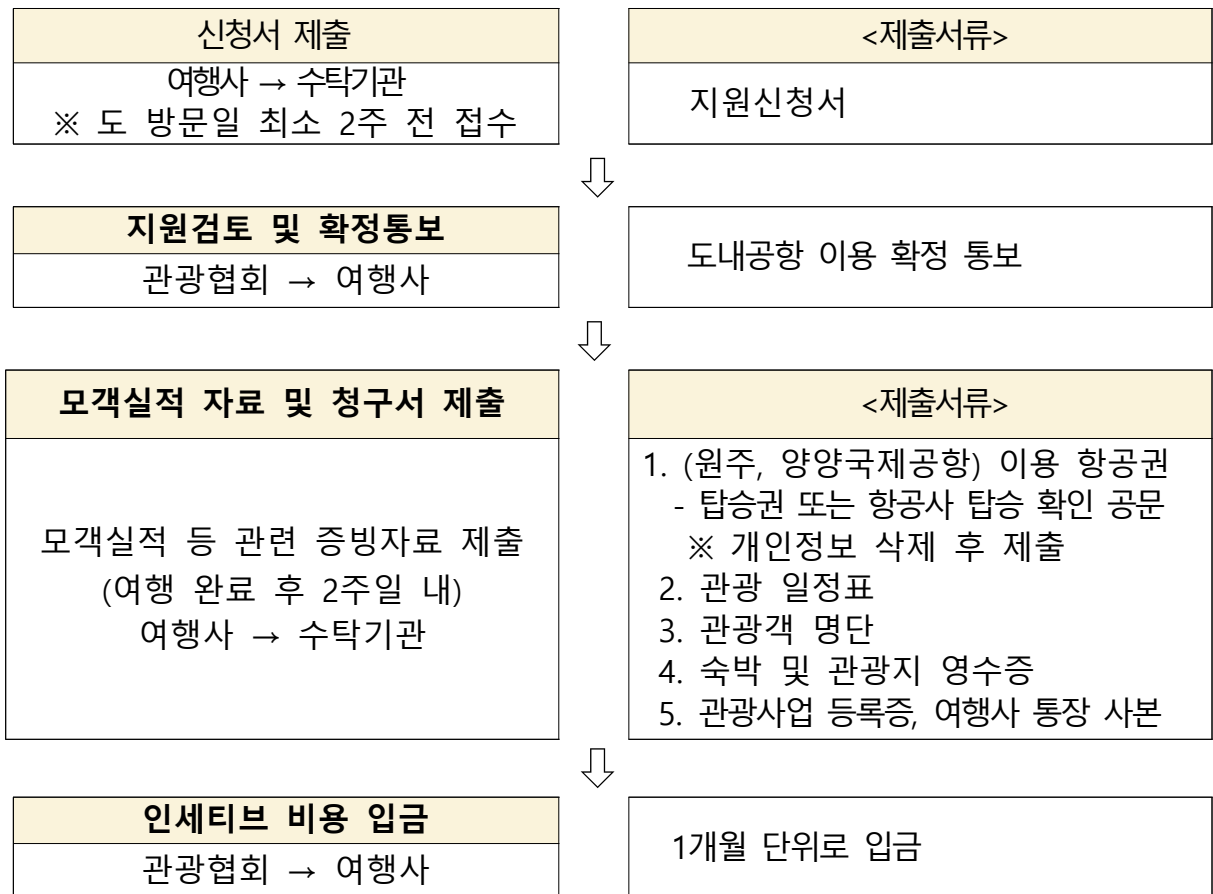 신청서 제출
여행사 → 수탁기관
※ 도 방문일 최소 2주 전 접수
<제출서류>
지원신청서
⇩
지원검토 및 확정통보
관광협회 → 여행사
도내공항 이용 확정 통보
⇩
모객실적 자료 및 청구서 제출
모객실적 등 관련 증빙자료 제출
(여행 완료 후 2주일 내)
여행사 → 수탁기관
<제출서류>
1. (원주, 양양국제공항) 이용 항공권
- 탑승권 또는 항공사 탑승 확인 공문
※ 개인정보 삭제 후 제출
2. 관광 일정표
3. 관광객 명단
4. 숙박 및 관광지 영수증
5. 관광사업 등록증, 여행사 통장 사본
⇩
인세티브 비용 입금
관광협회 → 여행사
1개월 단위로 입금